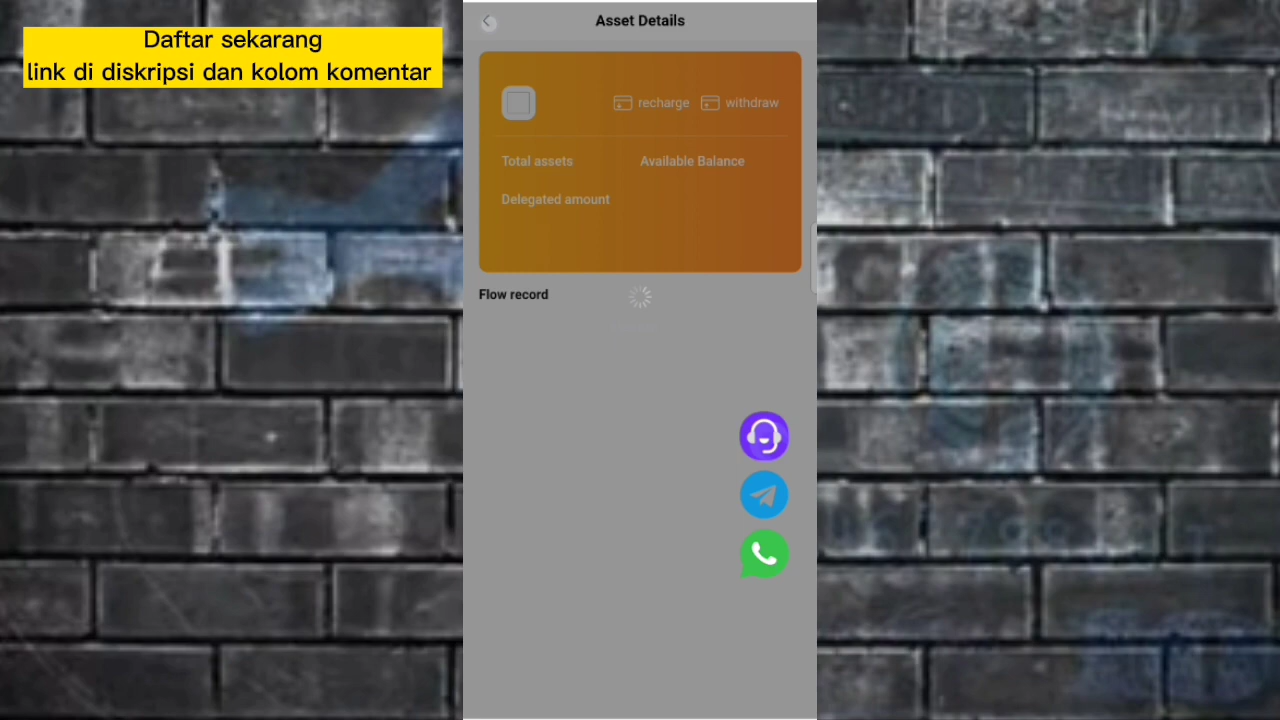 Daftar sekarang
link di diskripsi dan kolom komentar
Asset Details
recharge withdraw
Total assets Available Balance
Delegated amount
Flow record